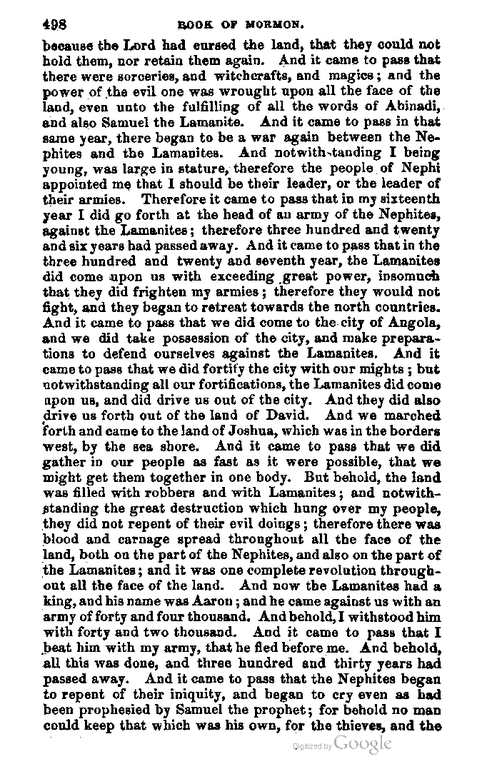 498 BOOK OF MORMON.
because the Lord had cursed the land, that they could not
hold them, nor retain them again. And it came to pass that
there were sorceries, and witchcrafts, and magics; and the
power of the evil one was wrought upon all the face of the
land, even unto the fulfilling of all the words of Abinadi,
and also Samuel the Lamanite. And it came to pass in that
same year, there began to be a war again between the Ne-
phites and the Lamanites. And notwithstanding I being
young, was large in stature, therefore the people of Nephi
appointed me that I should be their leader, or the leader of
their armies. Therefore it came to pass that in my sixteenth
year I did go forth at the head of an army of the Nephites,
against the Lamanites; therefore three hundred and twenty
and six years had passed away. And it came to pass that in the
three hundred and twenty and seventh year, the Lamanites
did come upon us with exceeding great power, insomuch
that they did frighten my armies; therefore they would not
fight, and they began to retreat towards the north countries.
And it came to pass that we did come to the city of Angola,
and we did take possession of the city, and make prepara-
tions to defend ourselves against the Lamanites. And it
came to pass that we did fortify the city with our mights; but
notwithstanding all our fortifications, the Lamanites did come
upon us, and did drive us out of the city. And they did also
drive us forth out of the land of David. And we marched
forth and came to the land of Joshua, which was in the borders
west, by the sea shore. And it came to pass that we did
gather in our people as fast as it were possible, that we
might get them together in one body. But behold, the land
was filled with robbers and with Lamanites; and notwith-
standing the great destruction which hung over my people,
they did not repent of their evil doings; therefore there was
blood and carnage spread throughout all the face of the
land, both on the part of the Nephites, and also on the part of
the Lamanites; and it was one complete revolution through-
out all the face of the land. And now the Lamanites had a
king, and his name was Aaron; and he came against us with an
army of forty and four thousand. And behold, I withstood him
with forty and two thousand. And it came to pass that I
beat him with my army, that he fled before me. And behold,
all this was done, and three hundred and thirty years had
passed away. And it came to pass that the Nephites began
to repent of their iniquity, and began to cry even as had
been prophesied by Samuel the prophet; for behold no man
could keep that which was his own, for the thieves, and the
Digitized by Google